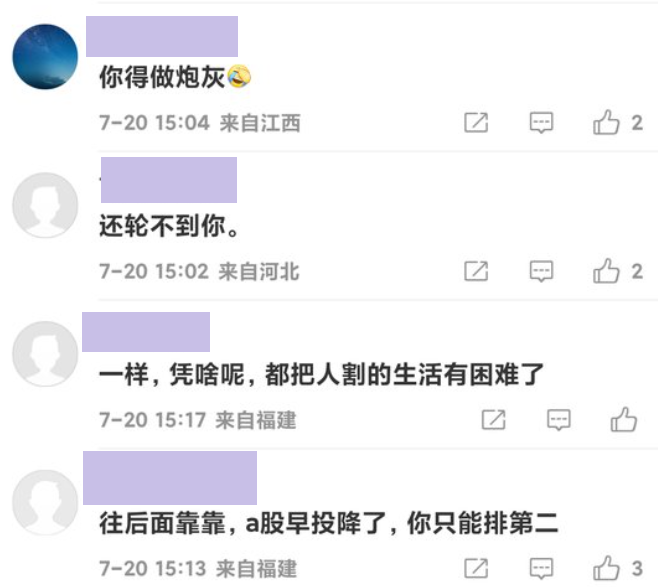 你得做炮灰🤣
7-20 15:04 来自江西
2
还轮不到你。
7-20 15:02 来自河北
2
一样，凭啥呢，都把人割的生活有困难了
7-20 15:17 来自福建
往后面靠靠，a股早投降了，你只能排第二
7-20 15:13 来自福建
3